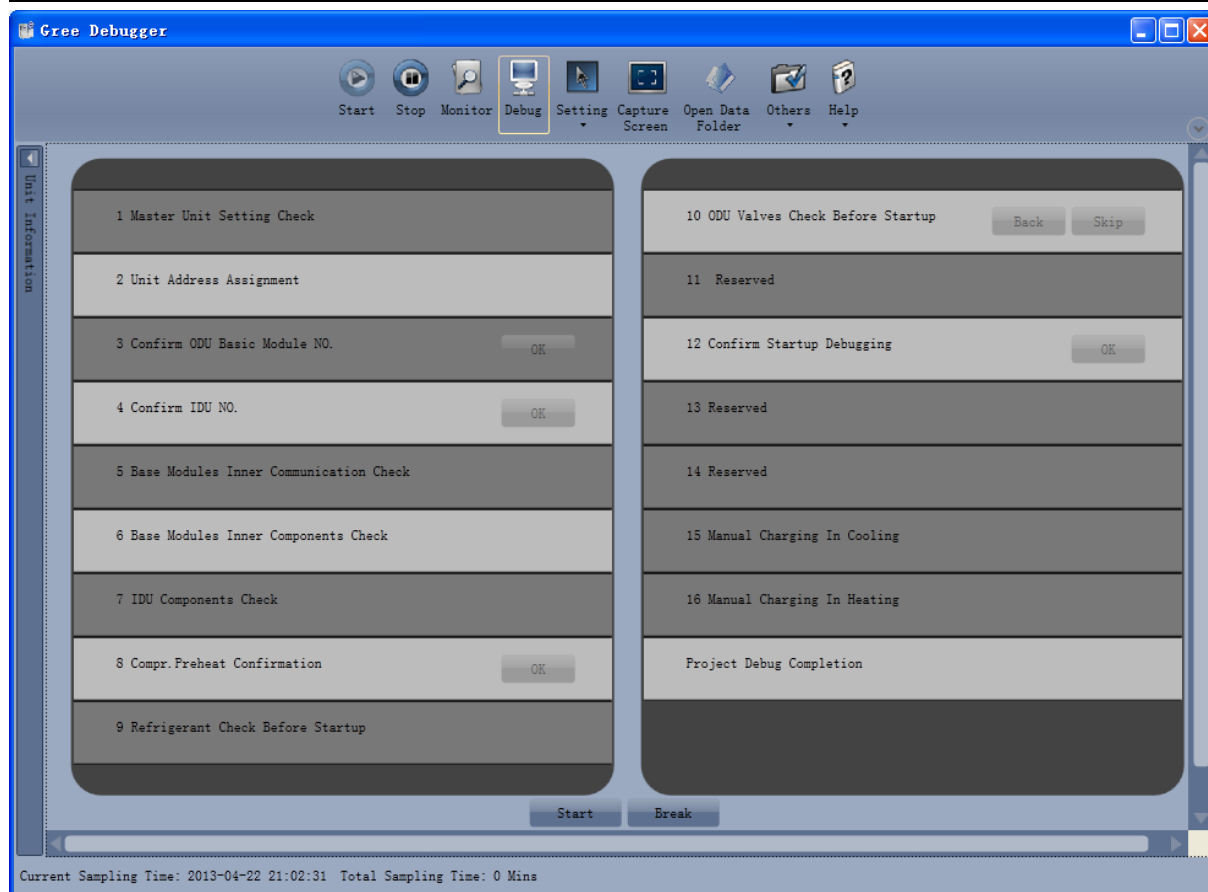 Gree Debugger
Start Stop Monitor Debug Setting Capture Screen Open Data Folder Others Help
Unit Information
1 Master Unit Setting Check
2 Unit Address Assignment
3 Confirm ODU Basic Module NO. OK
4 Confirm IDU NO. OK
5 Base Modules Inner Communication Check
6 Base Modules Inner Components Check
7 IDU Components Check
8 Compr.Preheat Confirmation OK
9 Refrigerant Check Before Startup
10 ODU Valves Check Before Startup Back Skip
11 Reserved
12 Confirm Startup Debugging OK
13 Reserved
14 Reserved
15 Manual Charging In Cooling
16 Manual Charging In Heating
Project Debug Completion
Start Break
Current Sampling Time: 2013-04-22 21:02:31 Total Sampling Time: 0 Mins